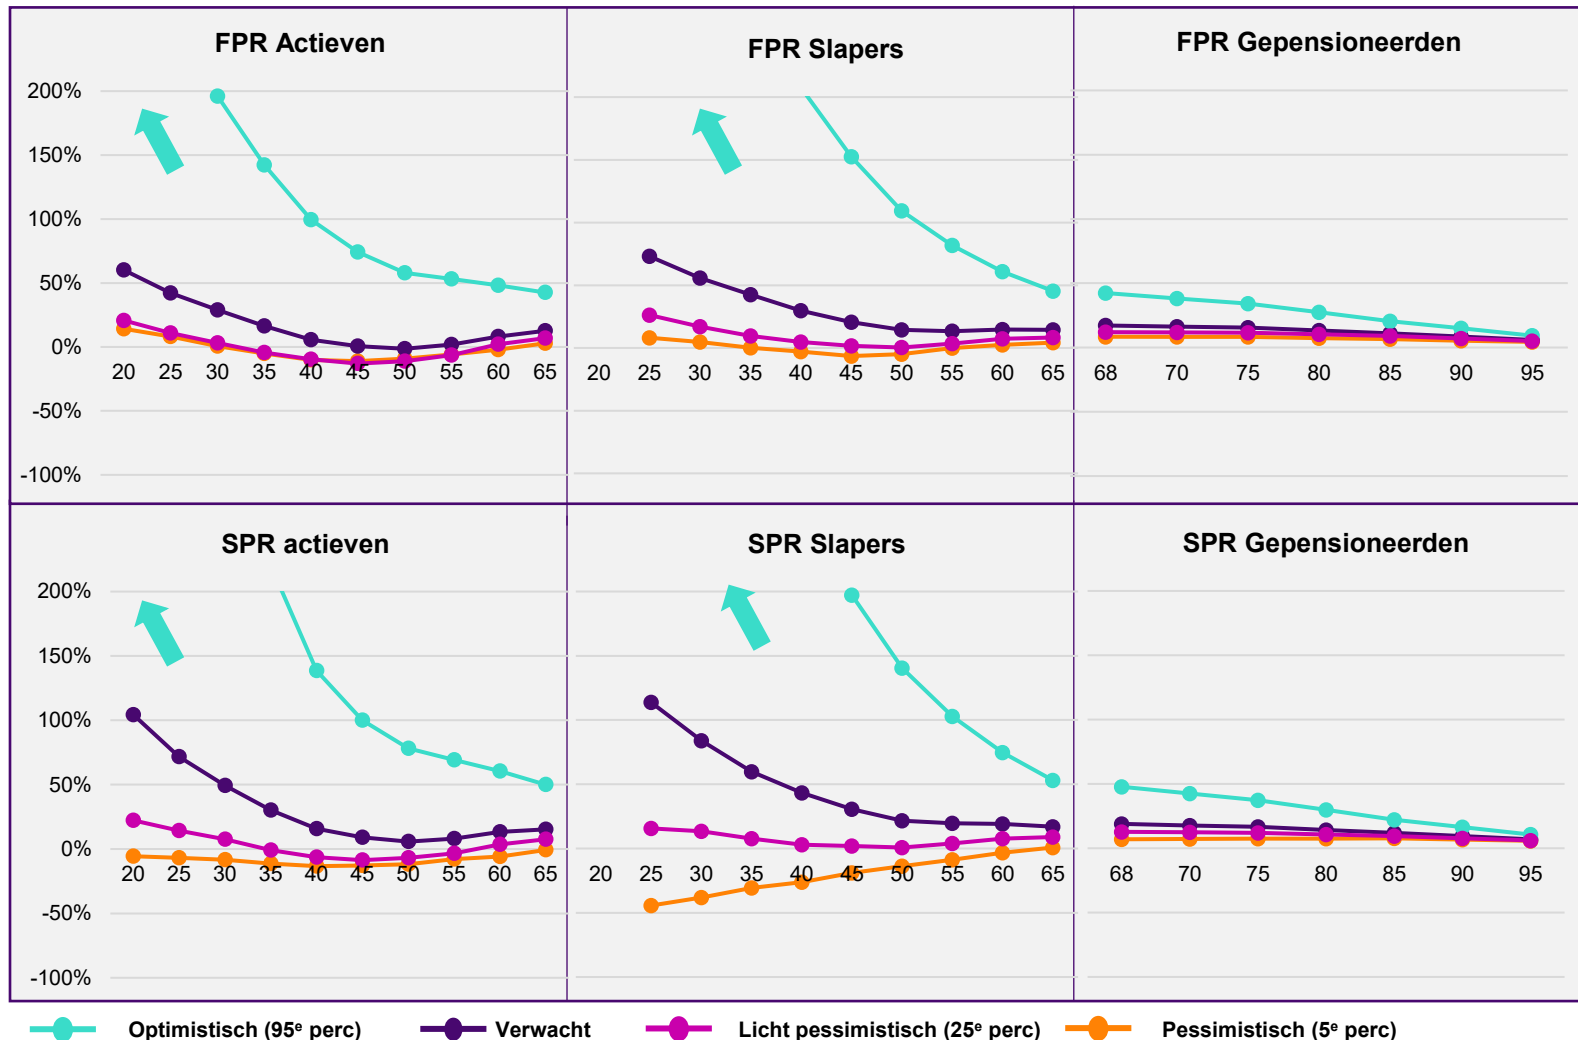 FPR Actieven
FPR Slapers
FPR Gepensioneerden
200%
150%
100%
50%
0%
-50%
-100%
20 25 30 35 40 45 50 55 60 65
20 25 30 35 40 45 50 55 60 65
68 70 75 80 85 90 95
SPR actieven
SPR Slapers
SPR Gepensioneerden
200%
150%
100%
50%
0%
-50%
-100%
20 25 30 35 40 45 50 55 60 65
20 25 30 35 40 45 50 55 60 65
68 70 75 80 85 90 95
Optimistisch (95ᵉ perc) Verwacht Licht pessimistisch (25ᵉ perc) Pessimistisch (5ᵉ perc)